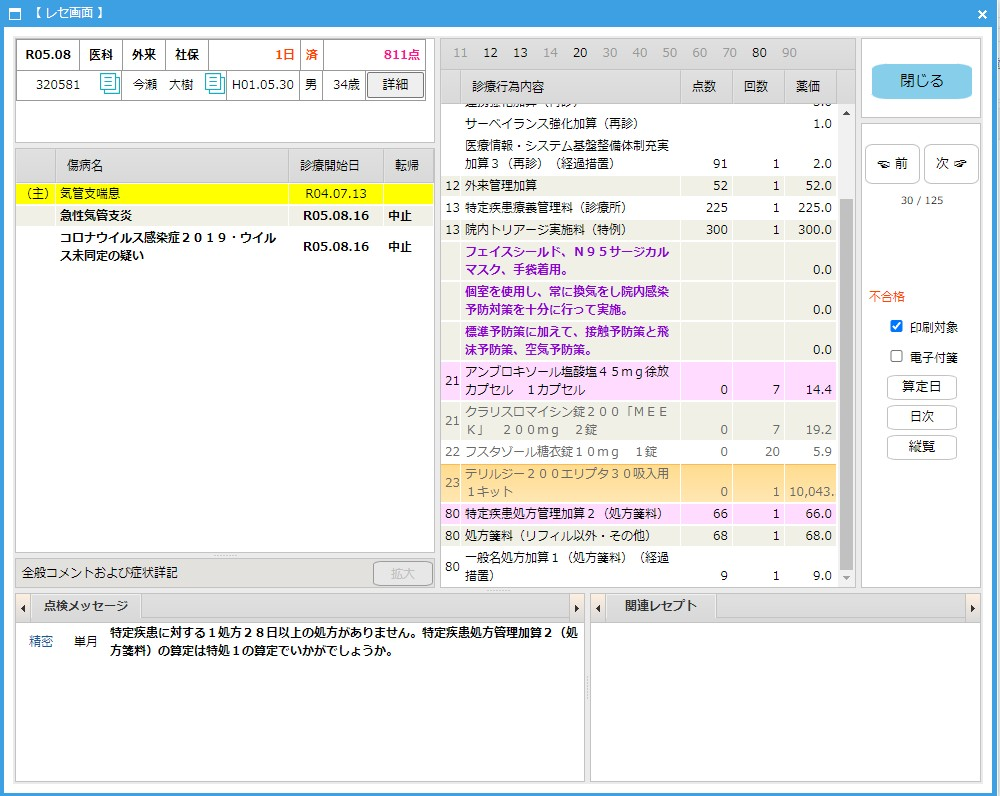 【 レセ画面 】
R05.08 医科 外来 社保 1日 済 811点
320581 今瀬 大樹 H01.05.30 男 34歳 詳細
傷病名 診療開始日 転帰
（主） 気管支喘息 R04.07.13
急性気管支炎 R05.08.16 中止
コロナウイルス感染症２０１９・ウイル
ス未同定の疑い R05.08.16 中止
全般コメントおよび症状詳記 拡大
11 12 13 14 20 30 40 50 60 70 80 90
診療行為内容 点数 回数 薬価
サーベイランス強化加算（再診） 1.0
医療情報・システム基盤整備体制充実
加算３（再診）（経過措置） 91 1 2.0
12 外来管理加算 52 1 52.0
13 特定疾患療養管理料（診療所） 225 1 225.0
13 院内トリアージ実施料（特例） 300 1 300.0
フェイスシールド、Ｎ９５サージカル
マスク、手袋着用。 0.0
個室を使用し、常に換気をし院内感染
予防対策を十分に行って実施。 0.0
標準予防策に加えて、接触予防策と飛
沫予防策、空気予防策。 0.0
21 アンブロキソール塩酸塩４５ｍｇ徐放
カプセル　１カプセル 0 7 14.4
21 クラリスロマイシン錠２００「ＭＥＥ
Ｋ」　２００ｍｇ　２錠 0 7 19.2
22 フスタゾール糖衣錠１０ｍｇ　１錠 0 20 5.9
23 テリルジー２００エリプタ３０吸入用
１キット 0 1 10,043.
80 特定疾患処方管理加算２（処方箋料） 66 1 66.0
80 処方箋料（リフィル以外・その他） 68 1 68.0
80 一般名処方加算１（処方箋料）（経過
措置） 9 1 9.0
閉じる
前 次
30 / 125
不合格
印刷対象
電子付箋
算定日
日次
縦覧
点検メッセージ
精密 単月 特定疾患に対する１処方２８日以上の処方がありません。特定疾患処方管理加算２（処
方箋料）の算定は特処１の算定でいかがでしょうか。
関連レセプト